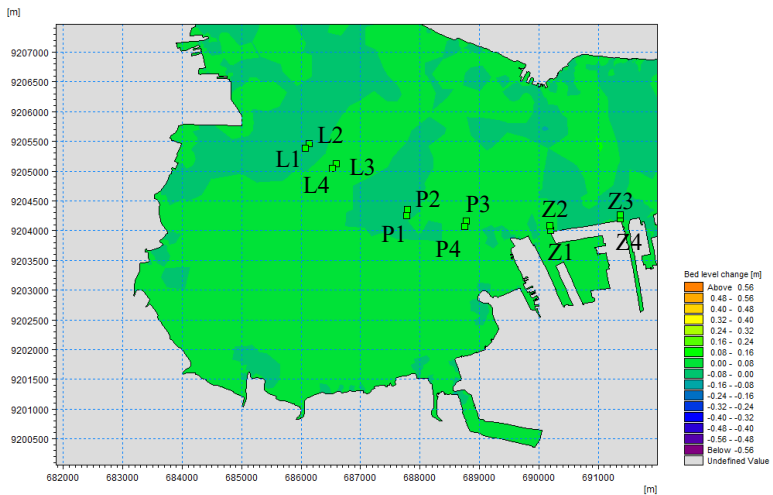 [m]
9207000
9206500
9206000
9205500
9205000
9204500
9204000
9203500
9203000
9202500
9202000
9201500
9201000
9200500
L2
L1
L3
L4
P2
P3
P1
P4
Z2
Z3
Z1
Z4
682000 683000 684000 685000 686000 687000 688000 689000 690000 691000
[m]
Bed level change [m]
Above 0.56
0.48 - 0.56
0.40 - 0.48
0.32 - 0.40
0.24 - 0.32
0.16 - 0.24
0.08 - 0.16
0.00 - 0.08
-0.08 - 0.00
-0.16 - -0.08
-0.24 - -0.16
-0.32 - -0.24
-0.40 - -0.32
-0.48 - -0.40
-0.56 - -0.48
Below -0.56
Undefined Value